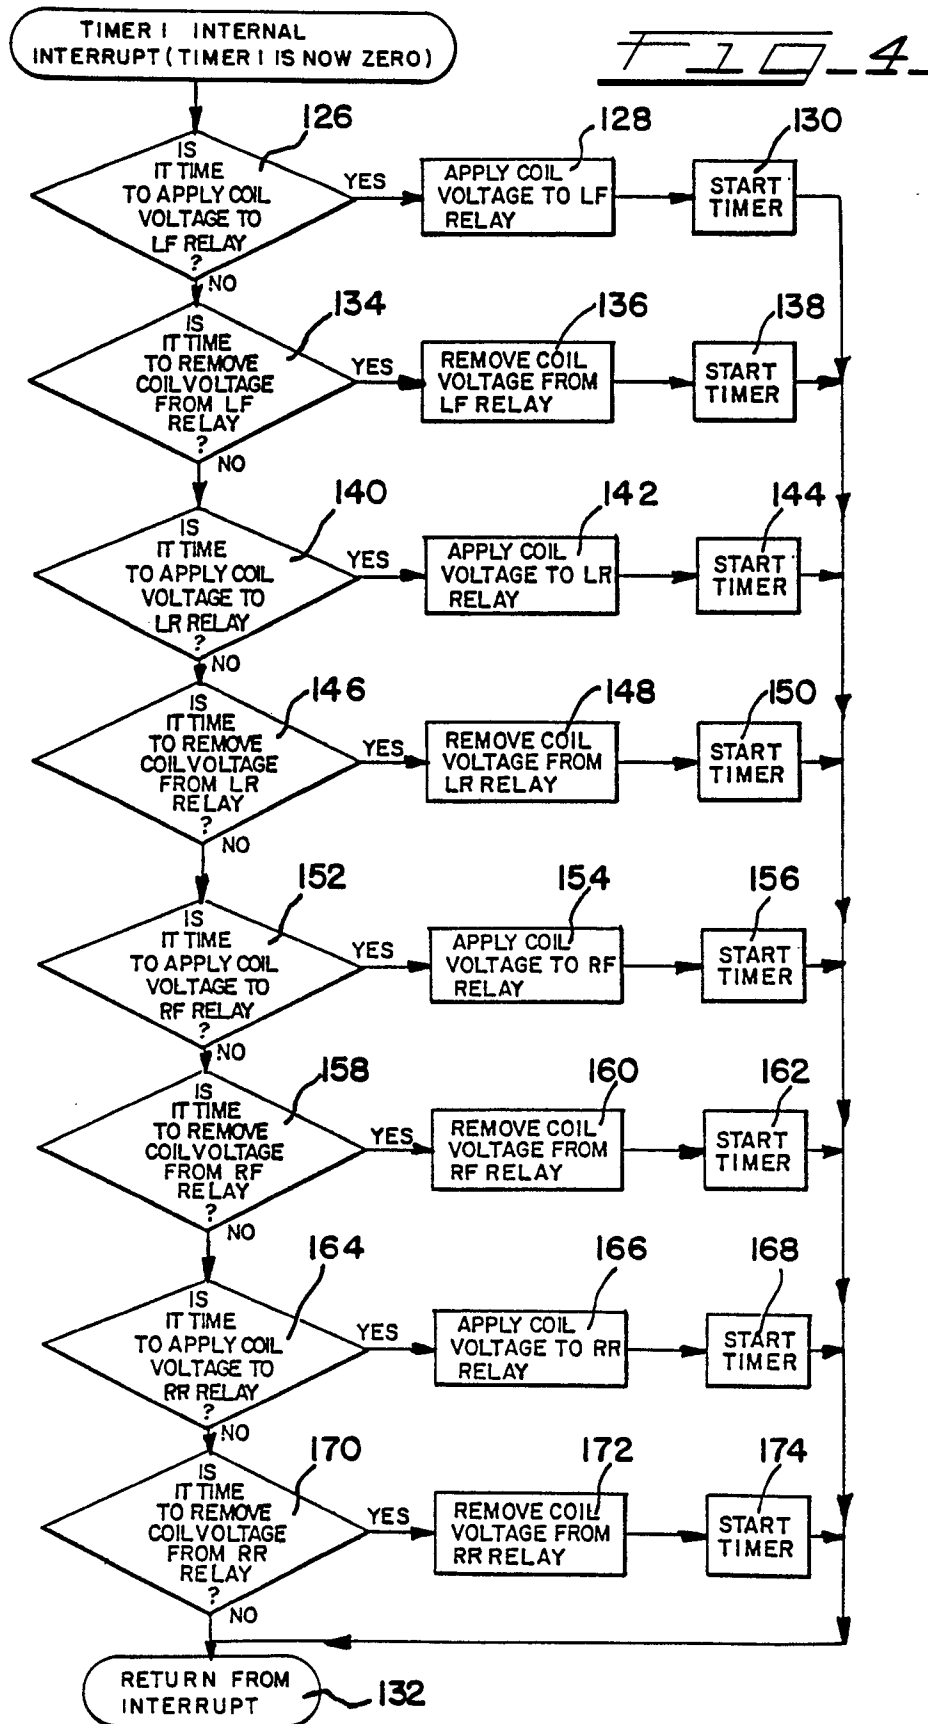 TIMER 1 INTERNAL
INTERRUPT (TIMER 1 IS NOW ZERO)
Fig. 4.
126
IS
IT TIME
TO APPLY COIL
VOLTAGE TO
LF RELAY
?
YES
NO
128
APPLY COIL
VOLTAGE TO LF
RELAY
130
START
TIMER
134
IS
IT TIME
TO REMOVE
COIL VOLTAGE
FROM LF
RELAY
?
YES
NO
136
REMOVE COIL
VOLTAGE FROM
LF RELAY
138
START
TIMER
140
IS
IT TIME
TO APPLY COIL
VOLTAGE TO
LR RELAY
?
YES
NO
142
APPLY COIL
VOLTAGE TO LR
RELAY
144
START
TIMER
146
IS
IT TIME
TO REMOVE
COIL VOLTAGE
FROM LR
RELAY
?
YES
NO
148
REMOVE COIL
VOLTAGE FROM
LR RELAY
150
START
TIMER
152
IS
IT TIME
TO APPLY COIL
VOLTAGE TO
RF RELAY
?
YES
NO
154
APPLY COIL
VOLTAGE TO RF
RELAY
156
START
TIMER
158
IS
IT TIME
TO REMOVE
COIL VOLTAGE
FROM RF
RELAY
?
YES
NO
160
REMOVE COIL
VOLTAGE FROM
RF RELAY
162
START
TIMER
164
IS
IT TIME
TO APPLY COIL
VOLTAGE TO
RR RELAY
?
YES
NO
166
APPLY COIL
VOLTAGE TO RR
RELAY
168
START
TIMER
170
IS
IT TIME
TO REMOVE
COIL VOLTAGE
FROM RR
RELAY
?
YES
NO
172
REMOVE COIL
VOLTAGE FROM
RR RELAY
174
START
TIMER
RETURN FROM
INTERRUPT
132